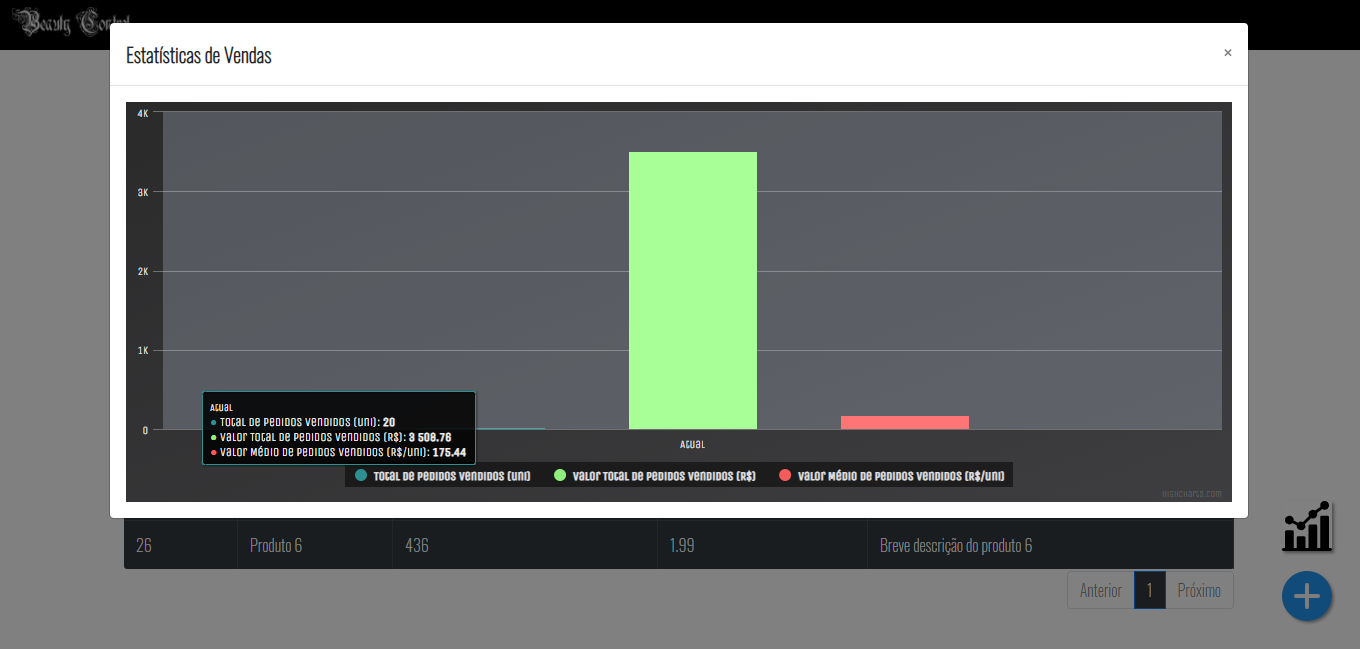 Beauty Control
Estatísticas de Vendas
×
4K
3K
2K
1K
0
Atual
Total de pedidos vendidos (uni): 20
Valor total de pedidos vendidos (R$): 3 508.76
Valor Médio de pedidos vendidos (R$/uni): 175.44
Atual
Total de pedidos vendidos (uni)
Valor total de pedidos vendidos (R$)
Valor Médio de pedidos vendidos (R$/uni)
Highcharts.com
26 Produto 6 436 1.99 Breve descrição do produto 6
Anterior 1 Próximo